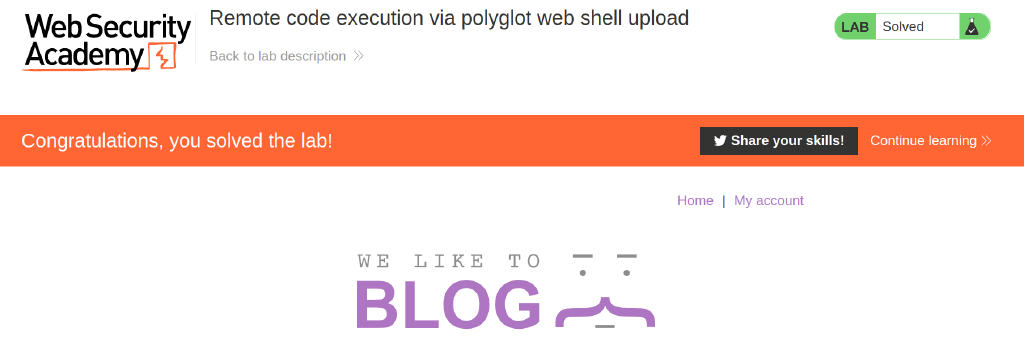 Web Security
Academy
Remote code execution via polyglot web shell upload
Back to lab description
LAB Solved
Congratulations, you solved the lab!
Share your skills!
Continue learning
Home | My account
WE LIKE TO
BLOG